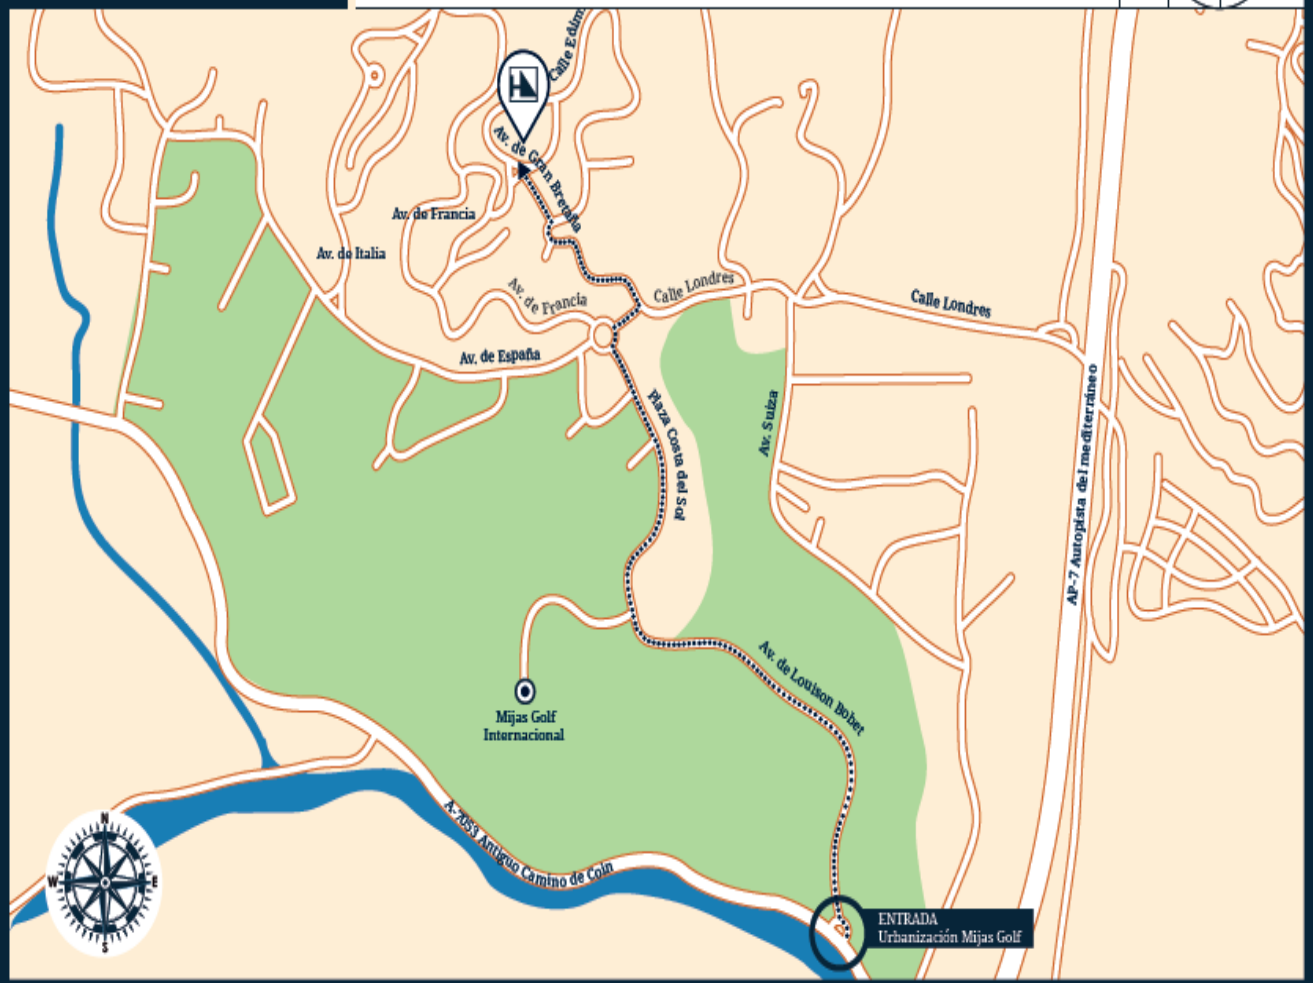 Calle Edim
Av. de Gran Bretaña
Av. de Francia
Av. de Italia
Av. de Francia
Calle Londres
Calle Londres
Av. de España
Plaza Costa del Sol
Av. Suiza
AP-7 Autopista del mediterráneo
Av. de Louison Bobet
Mijas Golf
Internacional
A-7053 Antiguo Camino de Coín
N
W
E
S
ENTRADA
Urbanización Mijas Golf